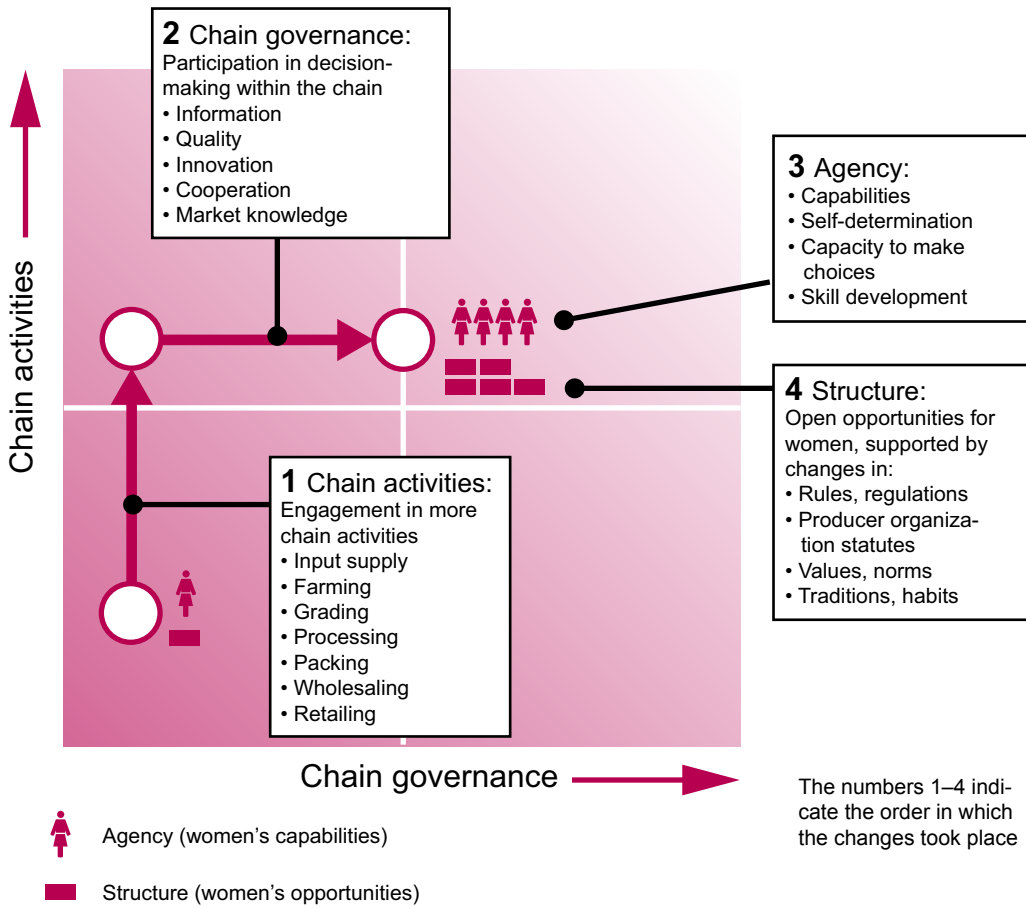 2 Chain governance:
Participation in decision-
making within the chain
• Information
• Quality
• Innovation
• Cooperation
• Market knowledge
3 Agency:
• Capabilities
• Self-determination
• Capacity to make
choices
• Skill development
4 Structure:
Open opportunities for
women, supported by
changes in:
• Rules, regulations
• Producer organiza-
tion statutes
• Values, norms
• Traditions, habits
1 Chain activities:
Engagement in more
chain activities
• Input supply
• Farming
• Grading
• Processing
• Packing
• Wholesaling
• Retailing
Chain activities
Chain governance
The numbers 1–4 indi-
cate the order in which
the changes took place
Agency (women's capabilities)
Structure (women's opportunities)